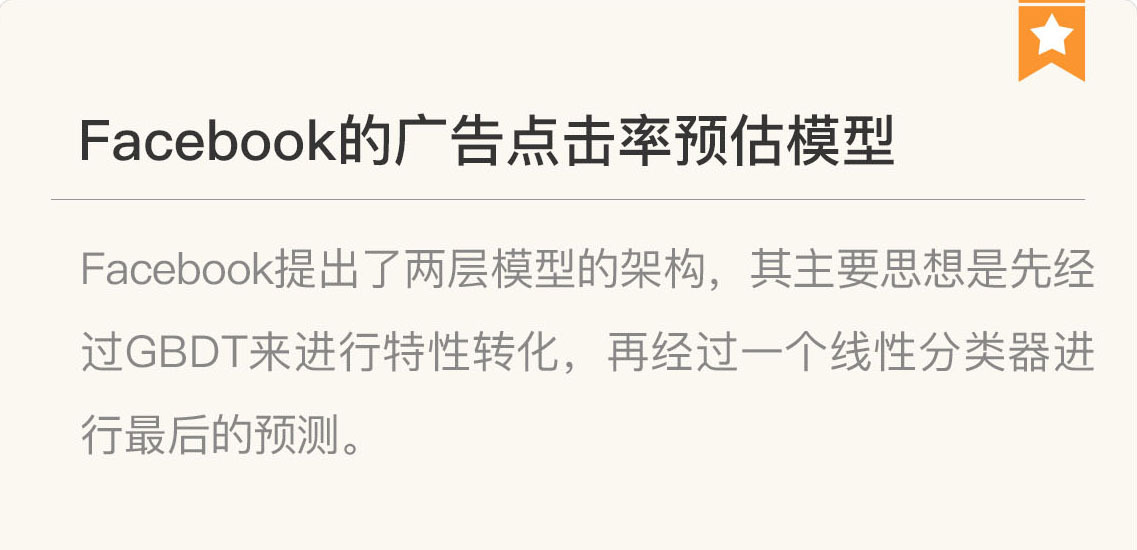 Facebook的广告点击率预估模型
Facebook提出了两层模型的架构，其主要思想是先经
过GBDT来进行特性转化，再经过一个线性分类器进
行最后的预测。